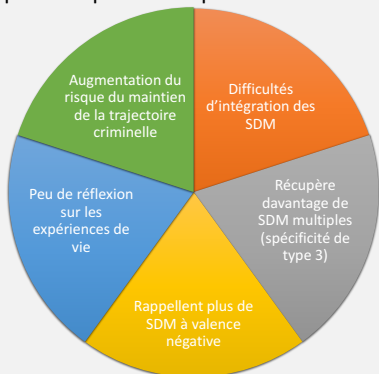 Augmentation du
risque du maintien
de la trajectoire
criminelle
Difficultés
d'intégration des
SDM
Récupère
davantage de
SDM multiples
(spécificité de
type 3)
Rappellent plus de
SDM à valence
négative
Peu de réflexion
sur les
expériences de
vie